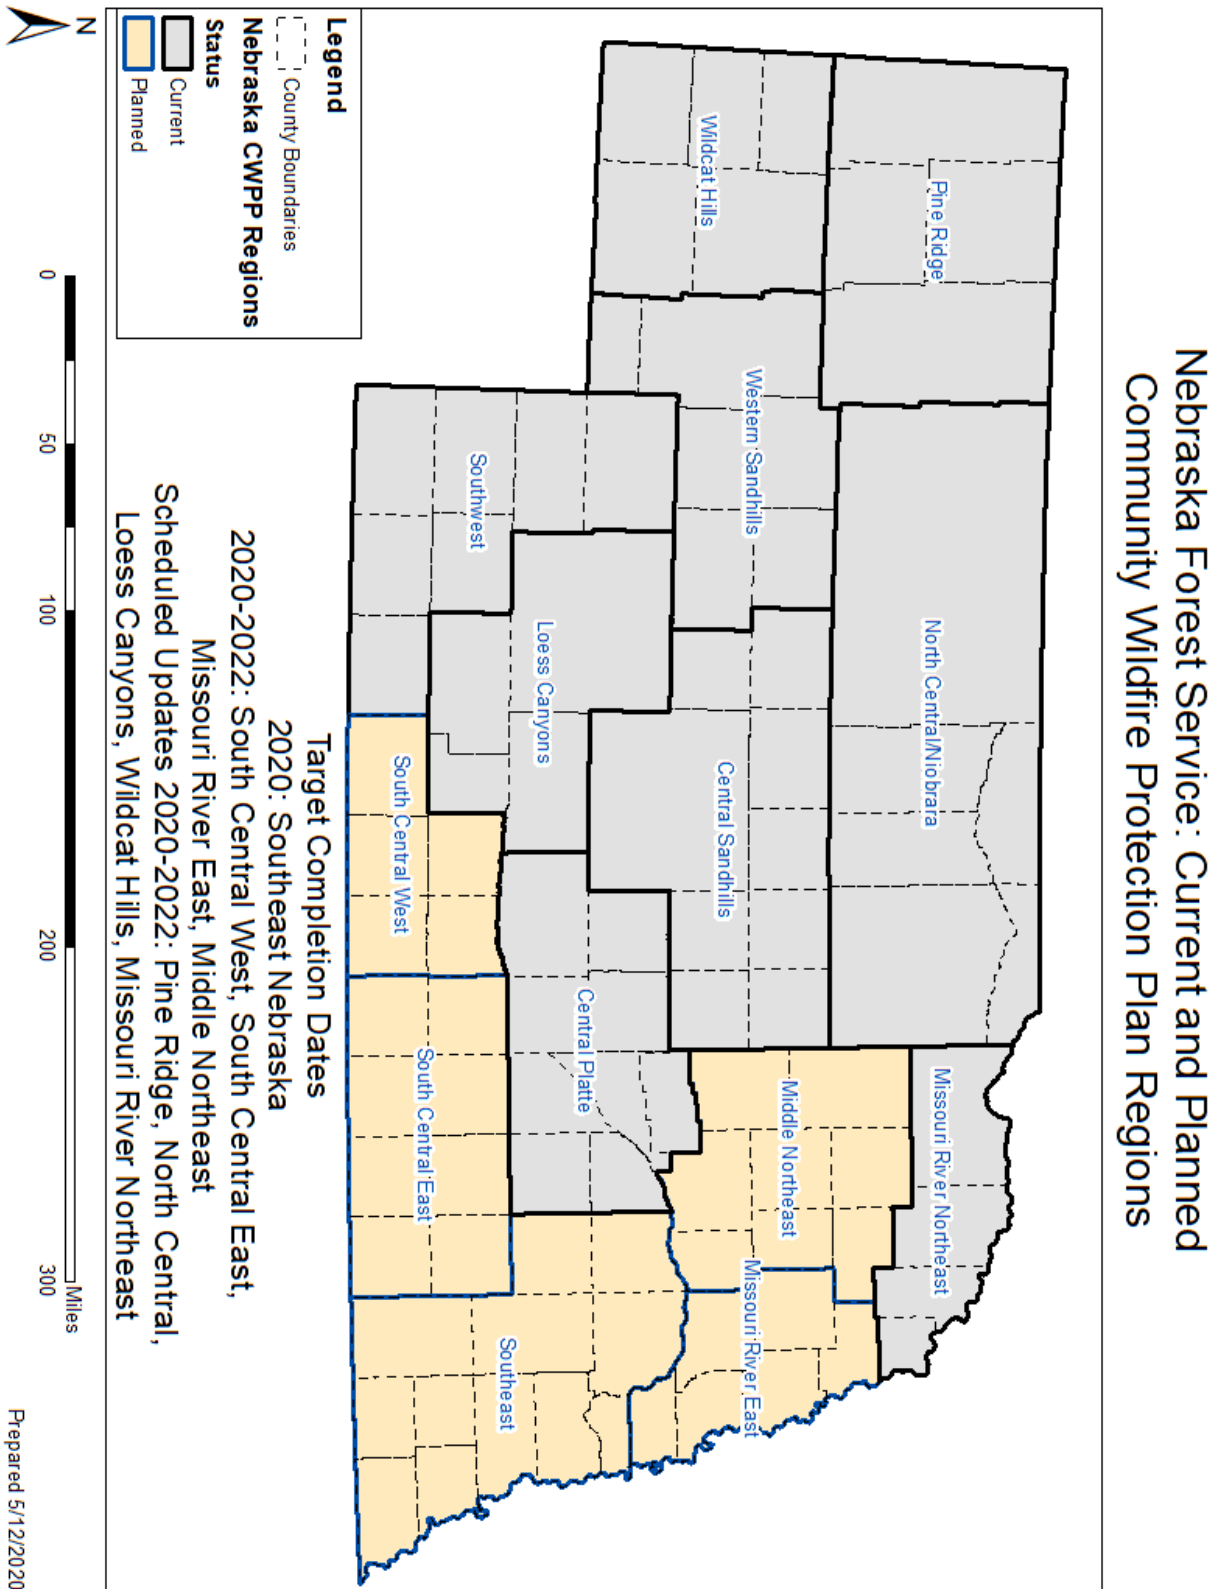 Nebraska Forest Service: Current and Planned
Community Wildfire Protection Plan Regions
Pine Ridge
North Central/Niobrara
Missouri River Northeast
Wildcat Hills
Western Sandhills
Central Sandhills
Middle Northeast
Missouri River East
Southwest
Loess Canyons
Central Platte
Southeast
South Central West
South Central East
Legend
County Boundaries
Nebraska CWPP Regions
Status
Current
Planned
Target Completion Dates
2020: Southeast Nebraska
2020-2022: South Central West, South Central East,
Missouri River East, Middle Northeast
Scheduled Updates 2020-2022: Pine Ridge, North Central,
Loess Canyons, Wildcat Hills, Missouri River Northeast
N
0 50 100 200 300
Miles
Prepared 5/12/2020